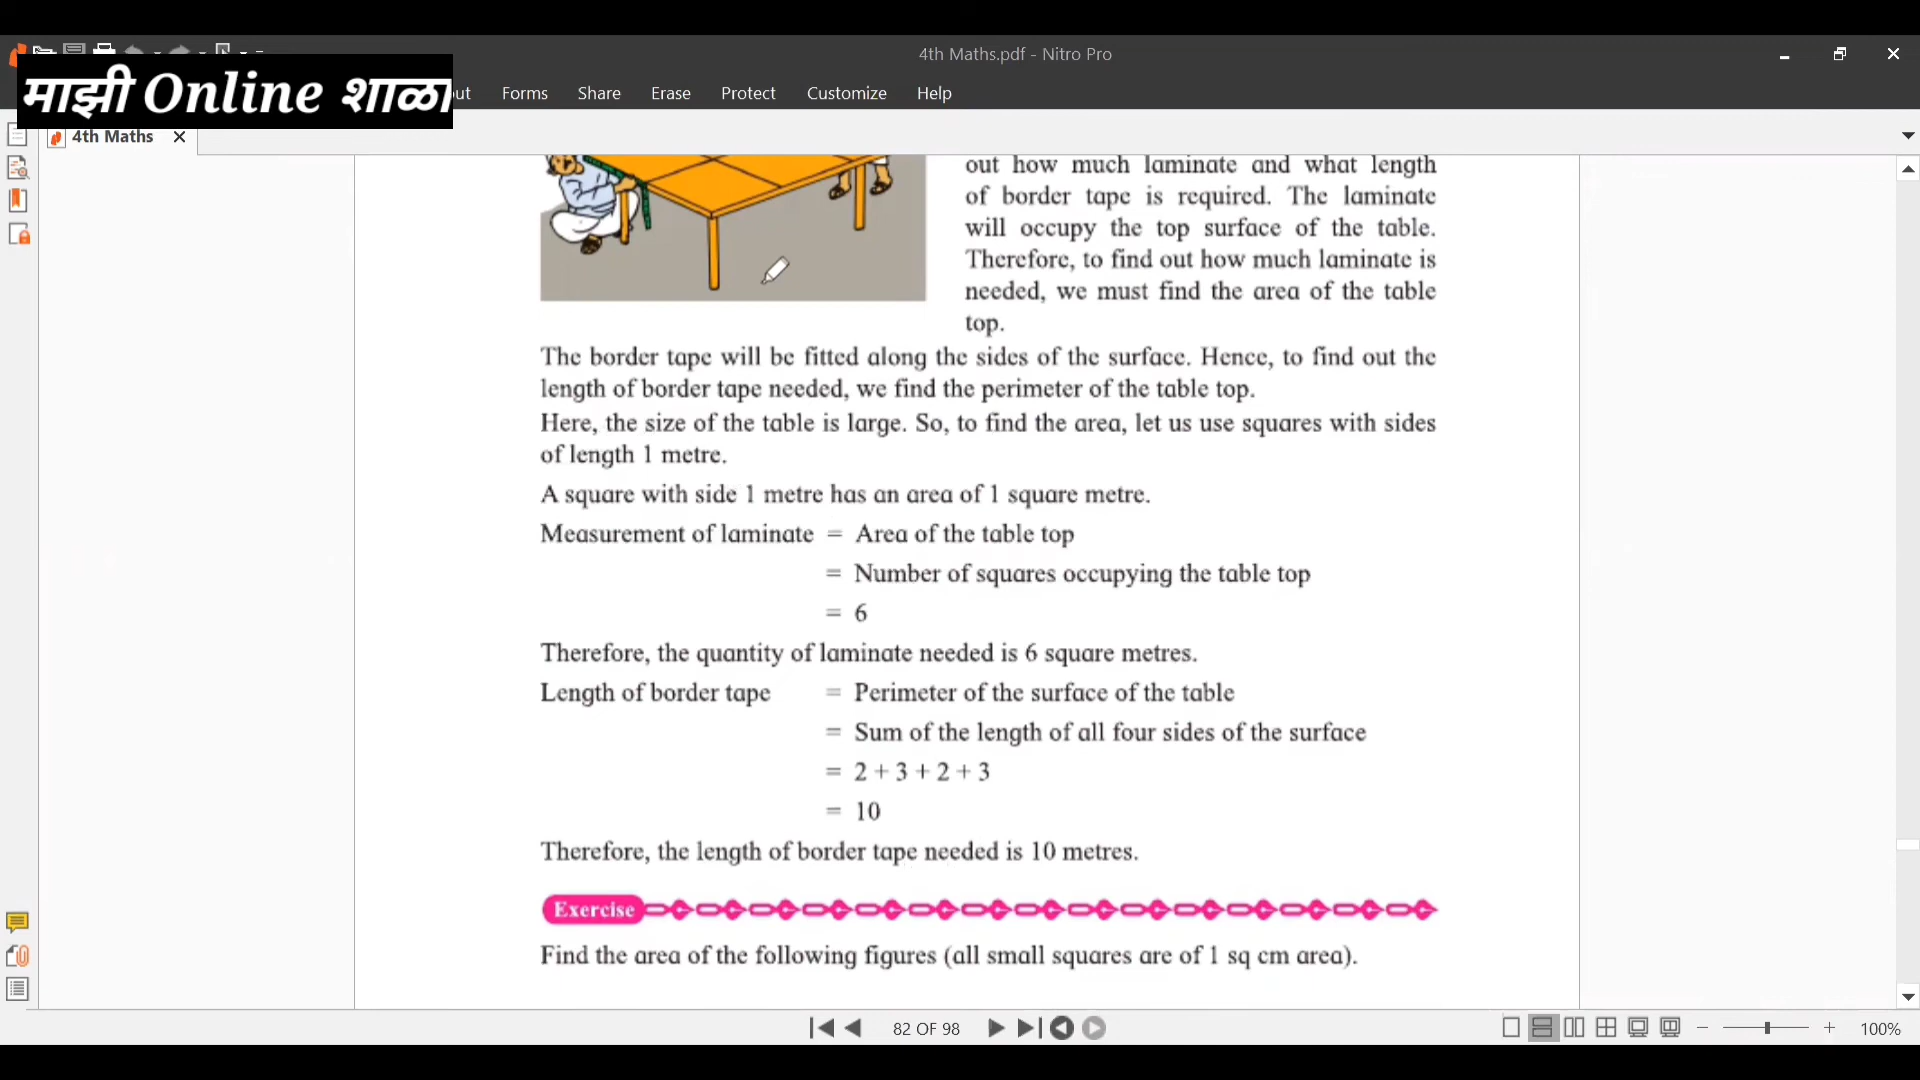 4th Maths.pdf - Nitro Pro
माझी Online शाळा
Forms Share Erase Protect Customize Help
4th Maths
out how much laminate and what length
of border tape is required. The laminate
will occupy the top surface of the table.
Therefore, to find out how much laminate is
needed, we must find the area of the table
top.
The border tape will be fitted along the sides of the surface. Hence, to find out the
length of border tape needed, we find the perimeter of the table top.
Here, the size of the table is large. So, to find the area, let us use squares with sides
of length 1 metre.
A square with side 1 metre has an area of 1 square metre.
Measurement of laminate = Area of the table top
= Number of squares occupying the table top
= 6
Therefore, the quantity of laminate needed is 6 square metres.
Length of border tape = Perimeter of the surface of the table
= Sum of the length of all four sides of the surface
= 2 + 3 + 2 + 3
= 10
Therefore, the length of border tape needed is 10 metres.
Exercise
Find the area of the following figures (all small squares are of 1 sq cm area).
82 OF 98
100%